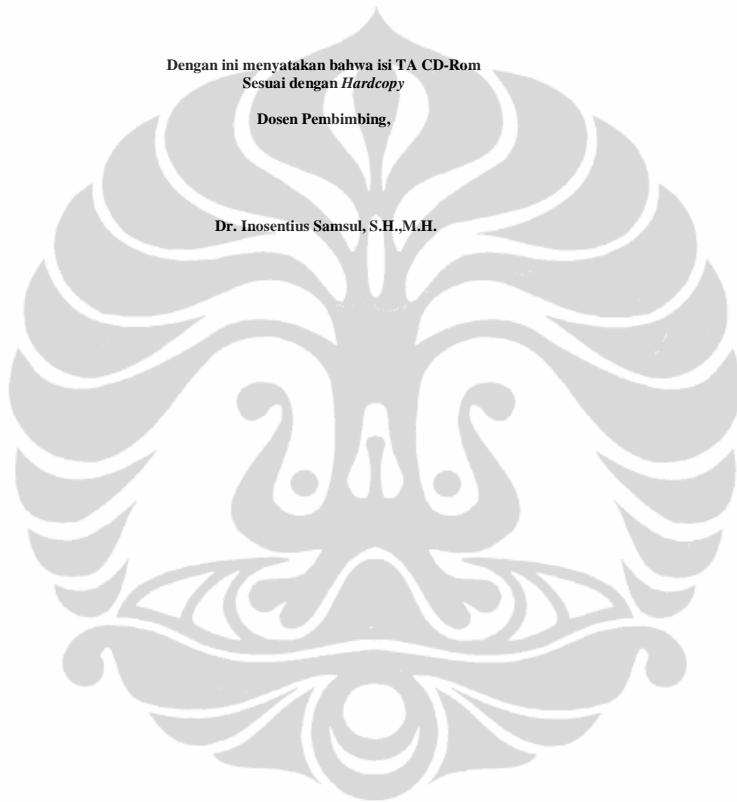 Dengan ini menyatakan bahwa isi TA CD-Rom
Sesuai dengan Hardcopy
Dosen Pembimbing,
Dr. Inosentius Samsul, S.H.,M.H.